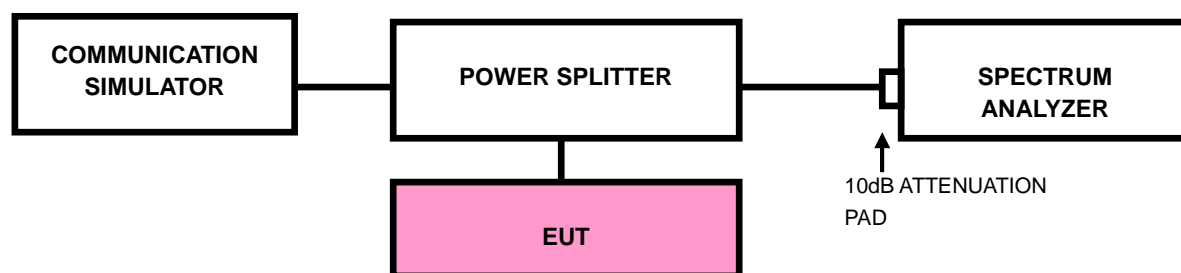 COMMUNICATION
SIMULATOR
POWER SPLITTER
SPECTRUM
ANALYZER
10dB ATTENUATION
PAD
EUT